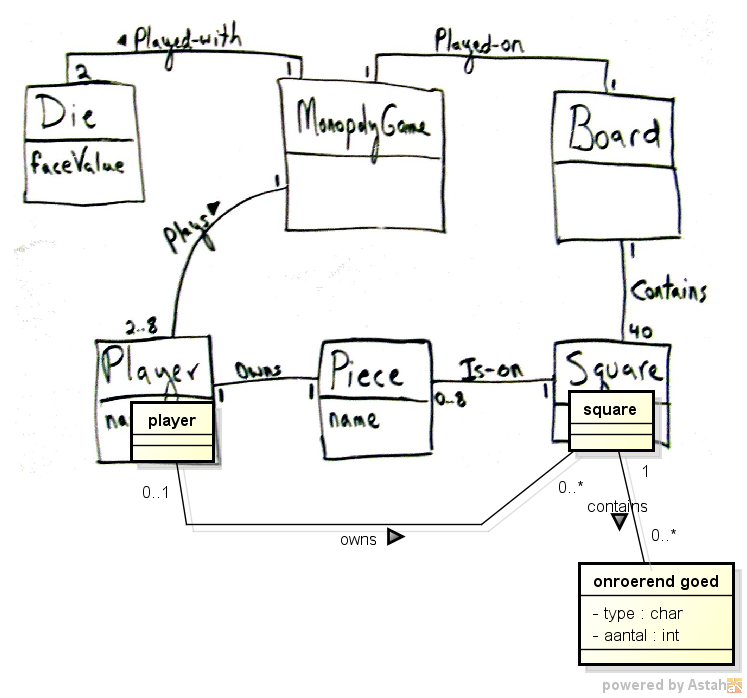 ◄ Played-with
Played-on
2
1
1
1
Die
faceValue
MonopolyGame
Board
1
Plays►
1
Contains
2..8
40
Player
Owns
Piece
Is-on
Square
1
1
0..8
1
na
name
player
square
0..1
0..*
1
contains
owns
0..*
onroerend goed
- type : char
- aantal : int
powered by Astah